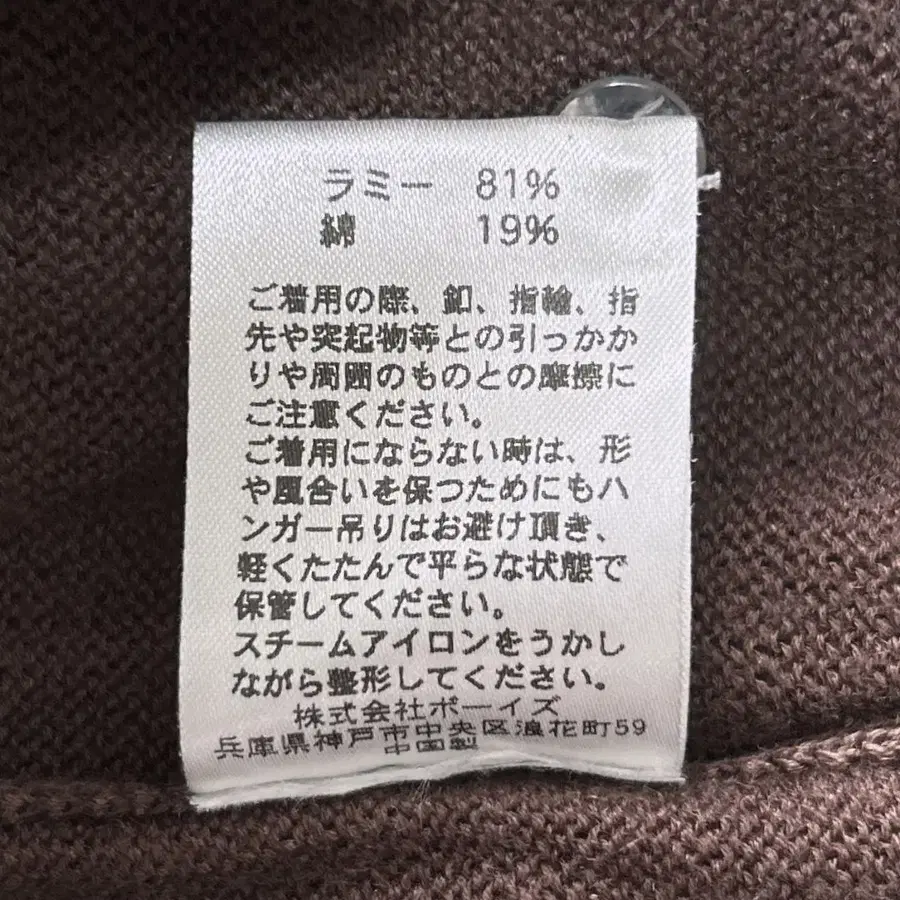 ラミー 81%
綿 19%
ご着用の際、釦、指輪、指
先や突起物等との引っかか
りや周囲のものとの摩擦に
ご注意ください。
ご着用にならない時は、形
や風合いを保つためにもハ
ンガー吊りはお避け頂き、
軽くたたんで平らな状態で
保管してください。
スチームアイロンをうかし
ながら整形してください。
株式会社ボーイズ
兵庫県神戸市中央区浪花町59
中国製